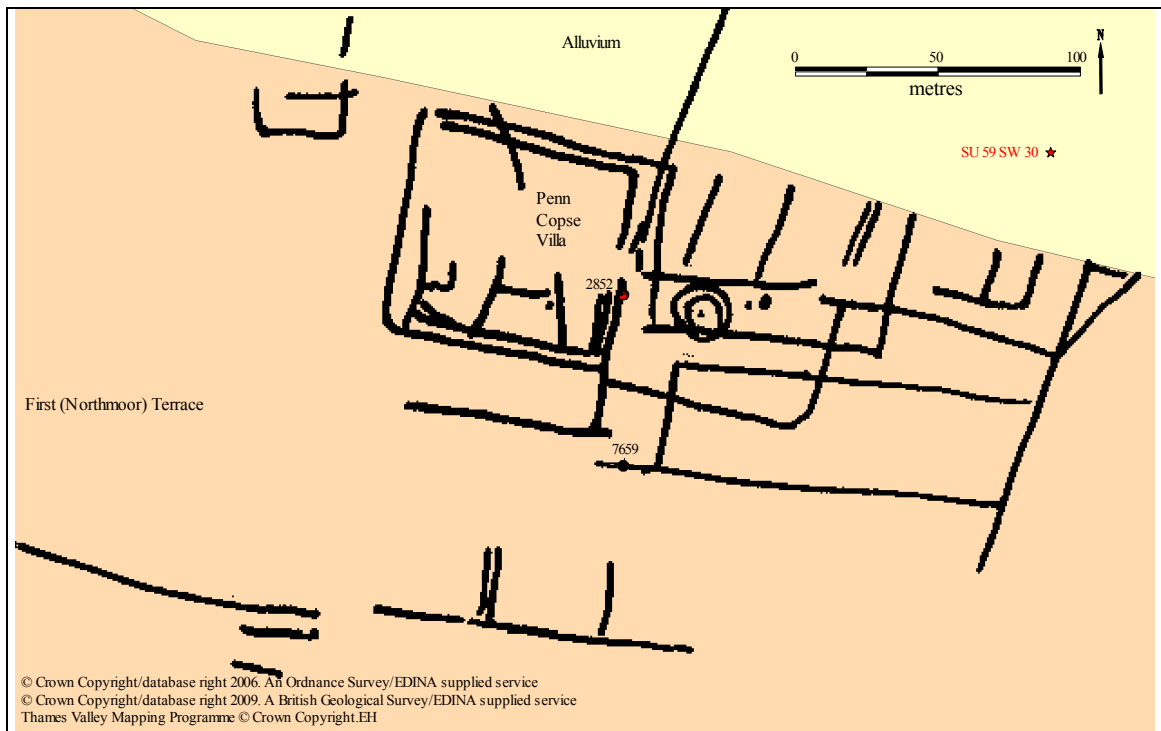 Alluvium
N
0 50 100
metres
SU 59 SW 30
Penn
Copse
Villa
2852
First (Northmoor) Terrace
7659
© Crown Copyright/database right 2006. An Ordnance Survey/EDINA supplied service
© Crown Copyright/database right 2009. A British Geological Survey/EDINA supplied service
Thames Valley Mapping Programme © Crown Copyright.EH